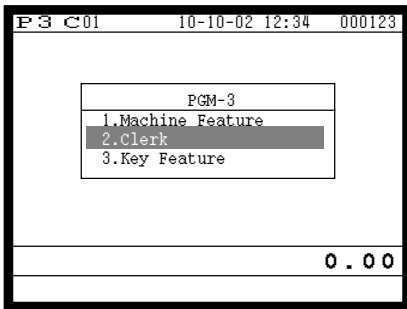 P3 C01 10-10-02 12:34 000123
PGM-3
1.Machine Feature
2.Clerk
3.Key Feature
0.00